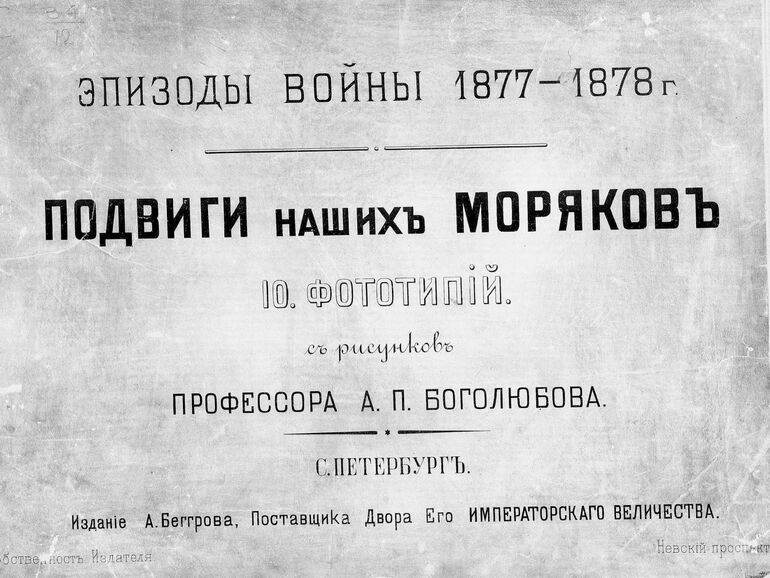 ЭПИЗОДЫ ВОЙНЫ 1877–1878 г.
ПОДВИГИ НАШИХЪ МОРЯКОВЪ
10. ФОТОТИПІЙ.
съ рисунковъ
ПРОФЕССОРА А. П. БОГОЛЮБОВА.
С. ПЕТЕРБУРГЪ.
Изданіе А. Беггрова, Поставщика Двора Его ИМПЕРАТОРСКАГО ВЕЛИЧЕСТВА.
Издателя. Невскій